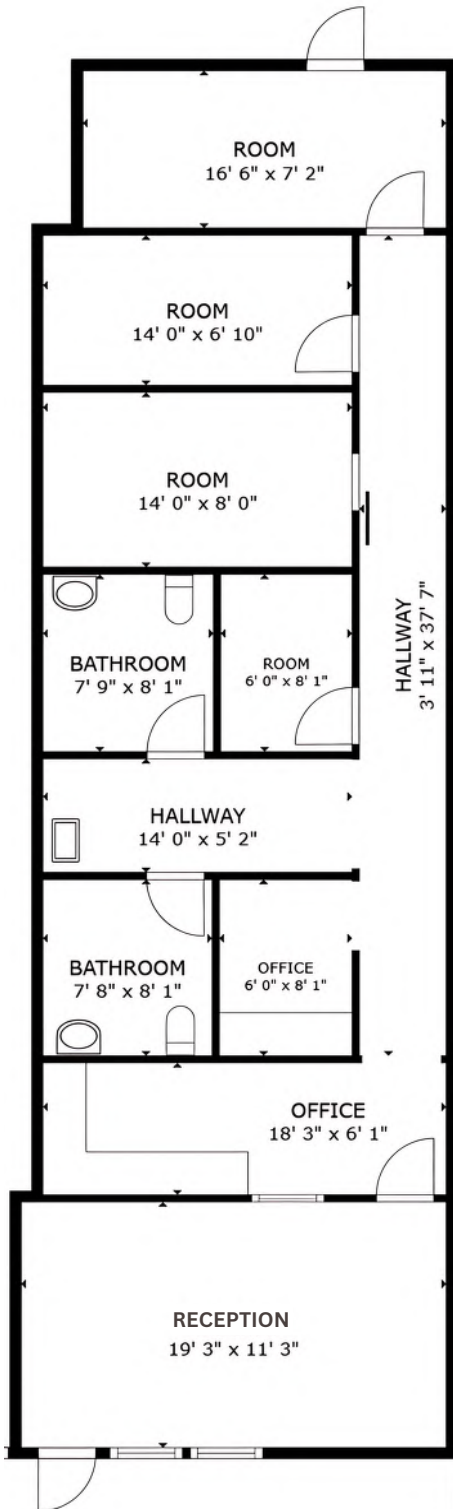 ROOM
16' 6" x 7' 2"
ROOM
14' 0" x 6' 10"
ROOM
14' 0" x 8' 0"
BATHROOM
7' 9" x 8' 1"
ROOM
6' 0" x 8' 1"
HALLWAY
3' 11" x 37' 7"
HALLWAY
14' 0" x 5' 2"
BATHROOM
7' 8" x 8' 1"
OFFICE
6' 0" x 8' 1"
OFFICE
18' 3" x 6' 1"
RECEPTION
19' 3" x 11' 3"